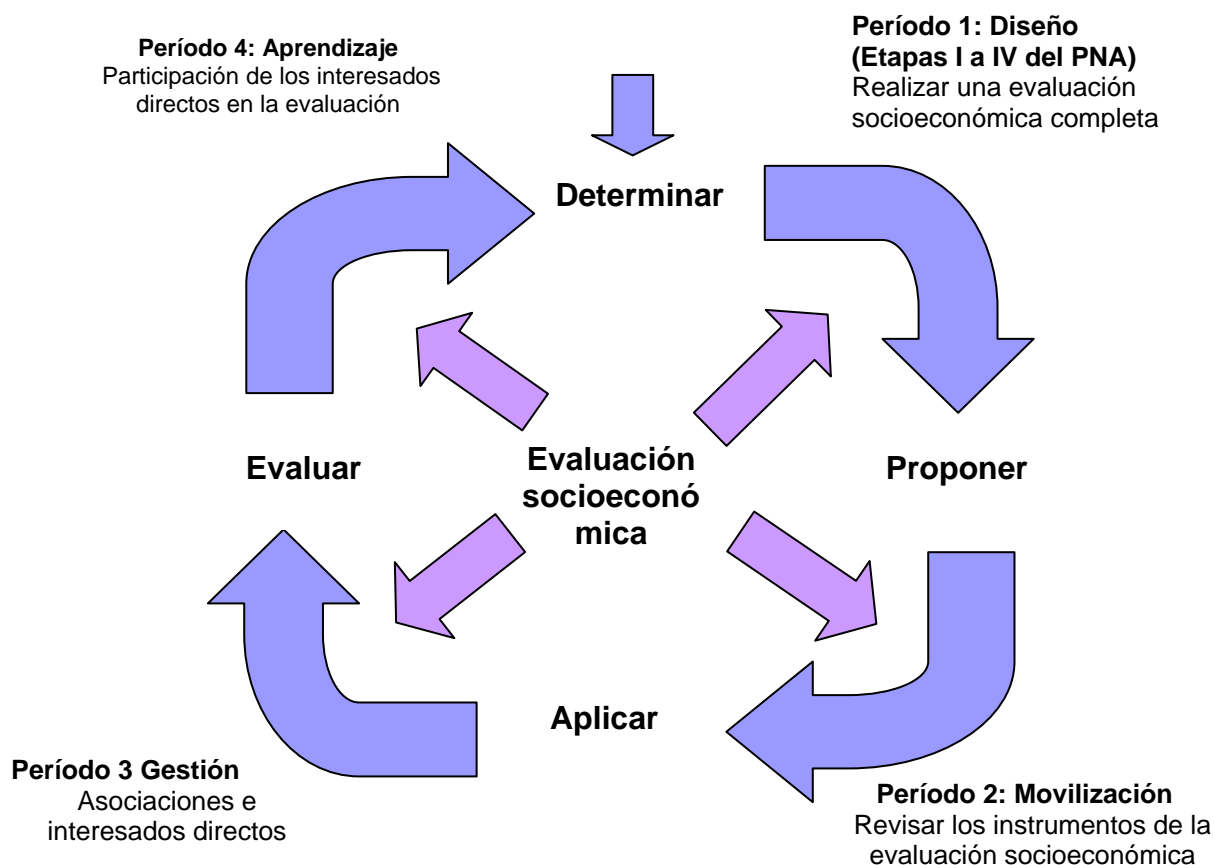 Período 4: Aprendizaje
Participación de los interesados
directos en la evaluación
Período 1: Diseño
(Etapas I a IV del PNA)
Realizar una evaluación
socioeconómica completa
Determinar
Evaluar
Evaluación
socioeconó
mica
Proponer
Aplicar
Período 3 Gestión
Asociaciones e
interesados directos
Período 2: Movilización
Revisar los instrumentos de la
evaluación socioeconómica